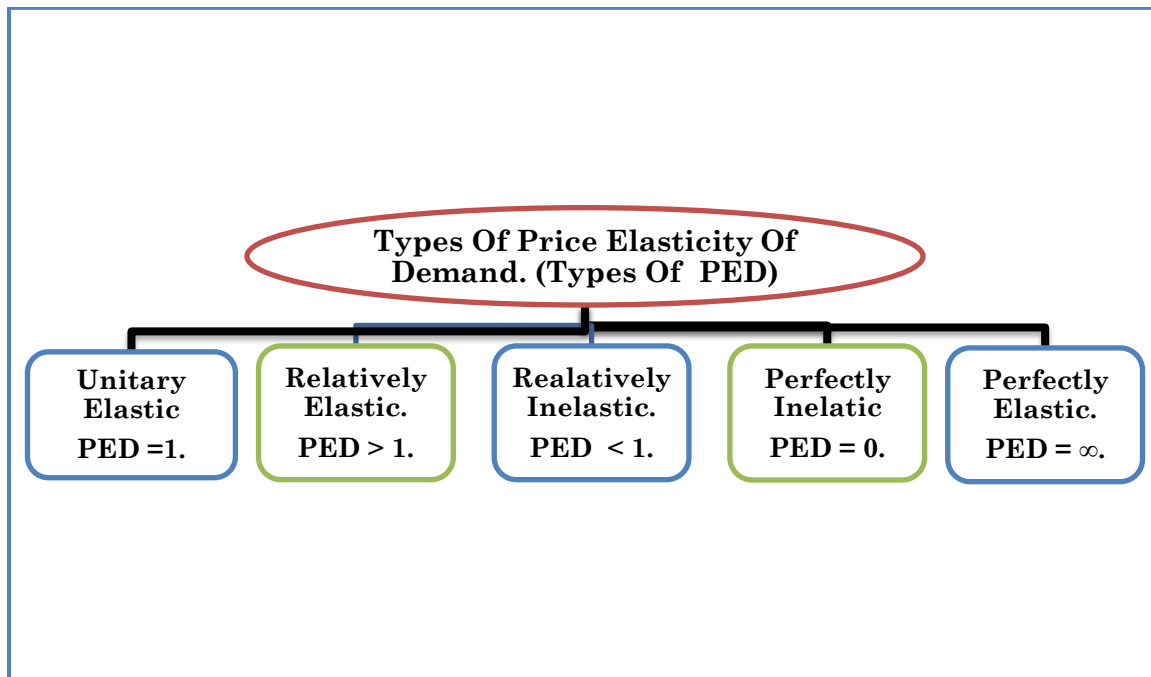 Types Of Price Elasticity Of
Demand. (Types Of PED)
Unitary
Elastic
PED =1.
Relatively
Elastic.
PED > 1.
Realatively
Inelastic.
PED < 1.
Perfectly
Inelatic
PED = 0.
Perfectly
Elastic.
PED = ∞.